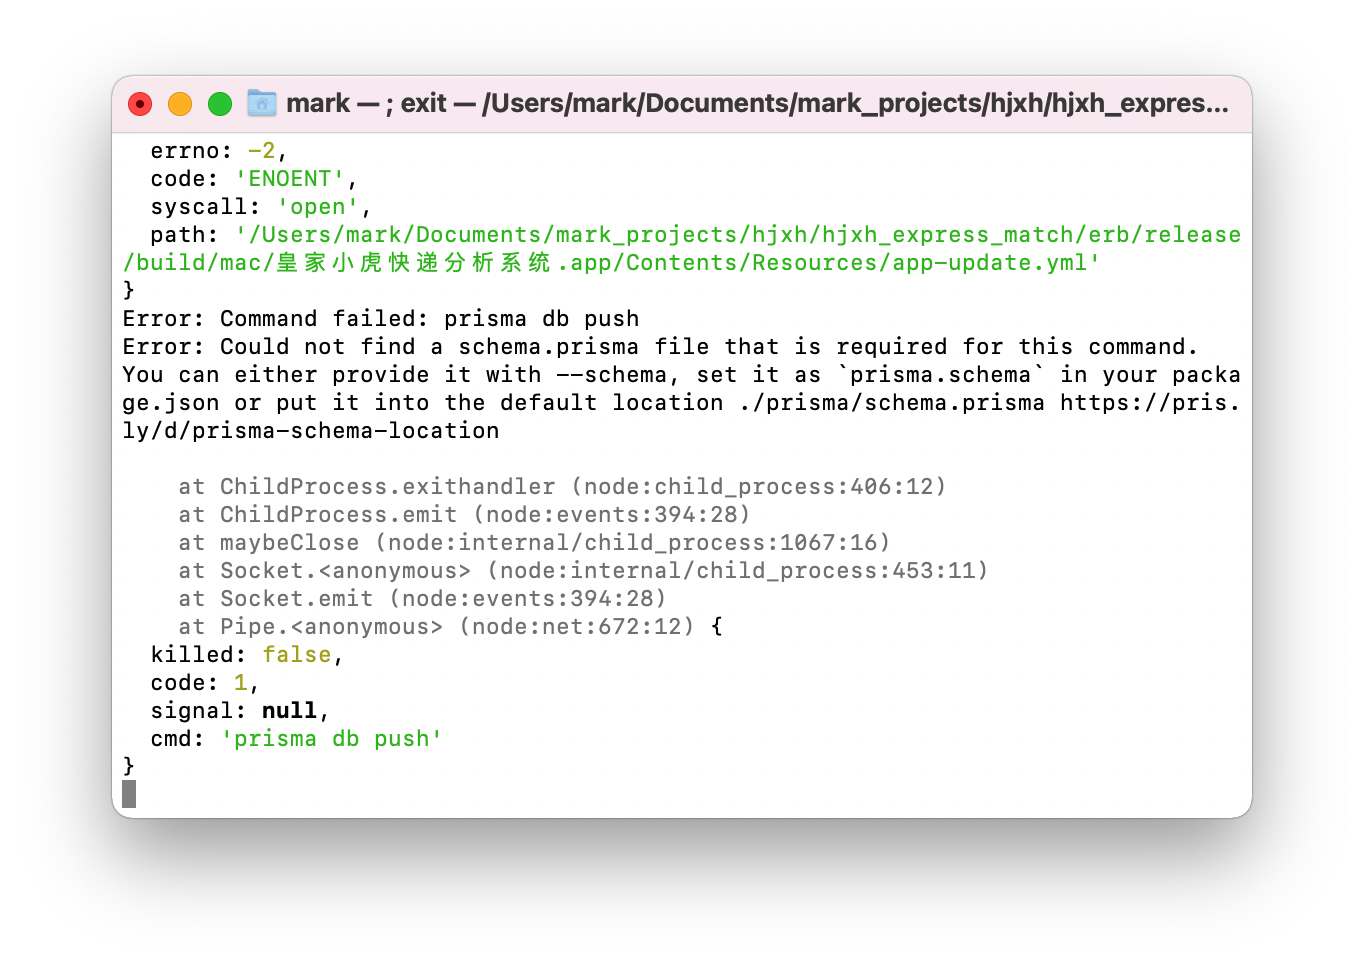 mark — ; exit — /Users/mark/Documents/mark_projects/hjxh/hjxh_expres...
errno: -2,
code: 'ENOENT',
syscall: 'open',
path: '/Users/mark/Documents/mark_projects/hjxh/hjxh_express_match/erb/release
/build/mac/皇家小虎快递分析系统.app/Contents/Resources/app-update.yml'
}
Error: Command failed: prisma db push
Error: Could not find a schema.prisma file that is required for this command.
You can either provide it with --schema, set it as `prisma.schema` in your packa
ge.json or put it into the default location ./prisma/schema.prisma https://pris.
ly/d/prisma-schema-location
at ChildProcess.exithandler (node:child_process:406:12)
at ChildProcess.emit (node:events:394:28)
at maybeClose (node:internal/child_process:1067:16)
at Socket.<anonymous> (node:internal/child_process:453:11)
at Socket.emit (node:events:394:28)
at Pipe.<anonymous> (node:net:672:12) {
killed: false,
code: 1,
signal: null,
cmd: 'prisma db push'
}